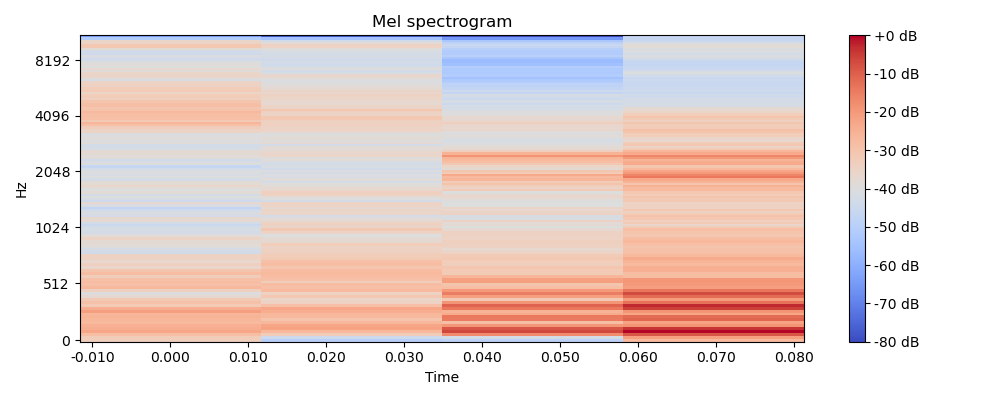 Mel spectrogram
Hz
8192
4096
2048
1024
512
0
-0.010 0.000 0.010 0.020 0.030 0.040 0.050 0.060 0.070 0.080
Time
+0 dB
-10 dB
-20 dB
-30 dB
-40 dB
-50 dB
-60 dB
-70 dB
-80 dB